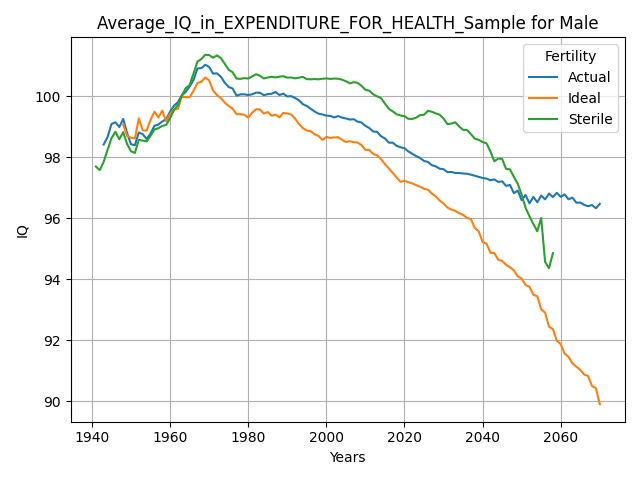 Average_IQ_in_EXPENDITURE_FOR_HEALTH_Sample for Male
Fertility
Actual
Ideal
Sterile
IQ
100
98
96
94
92
90
1940 1960 1980 2000 2020 2040 2060
Years